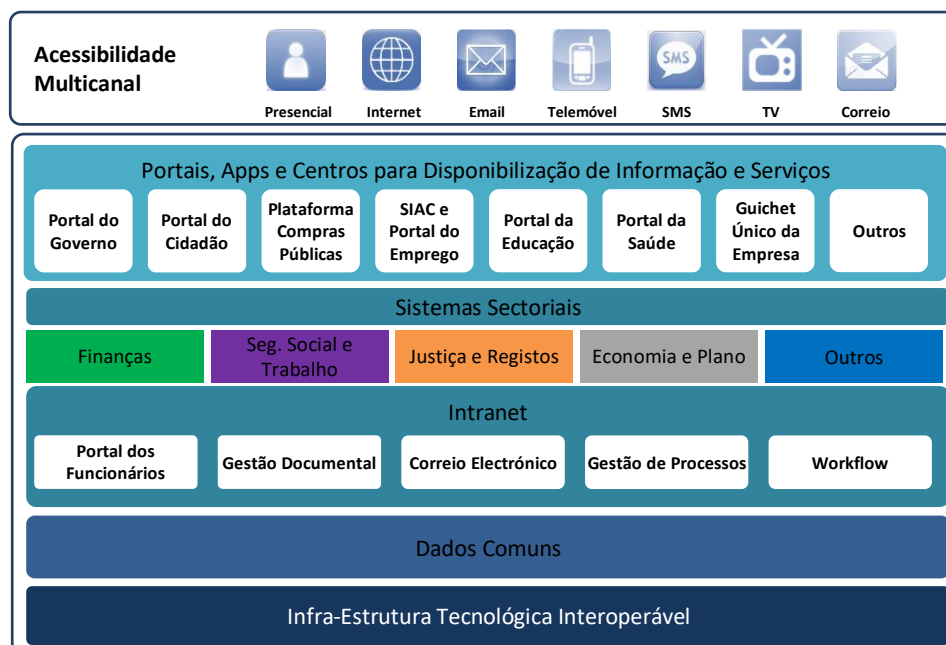 Acessibilidade
Multicanal
SMS
Presencial
Internet
Email
Telemóvel
SMS
TV
Correio
Portais, Apps e Centros para Disponibilização de Informação e Serviços
Portal do
Governo
Portal do
Cidadão
Plataforma
Compras
Públicas
SIAC e
Portal do
Emprego
Portal da
Educação
Portal da
Saúde
Guichet
Único da
Empresa
Outros
Sistemas Sectoriais
Finanças
Seg. Social e
Trabalho
Justiça e Registos
Economia e Plano
Outros
Intranet
Portal dos
Funcionários
Gestão Documental
Correio Electrónico
Gestão de Processos
Workflow
Dados Comuns
Infra-Estrutura Tecnológica Interoperável